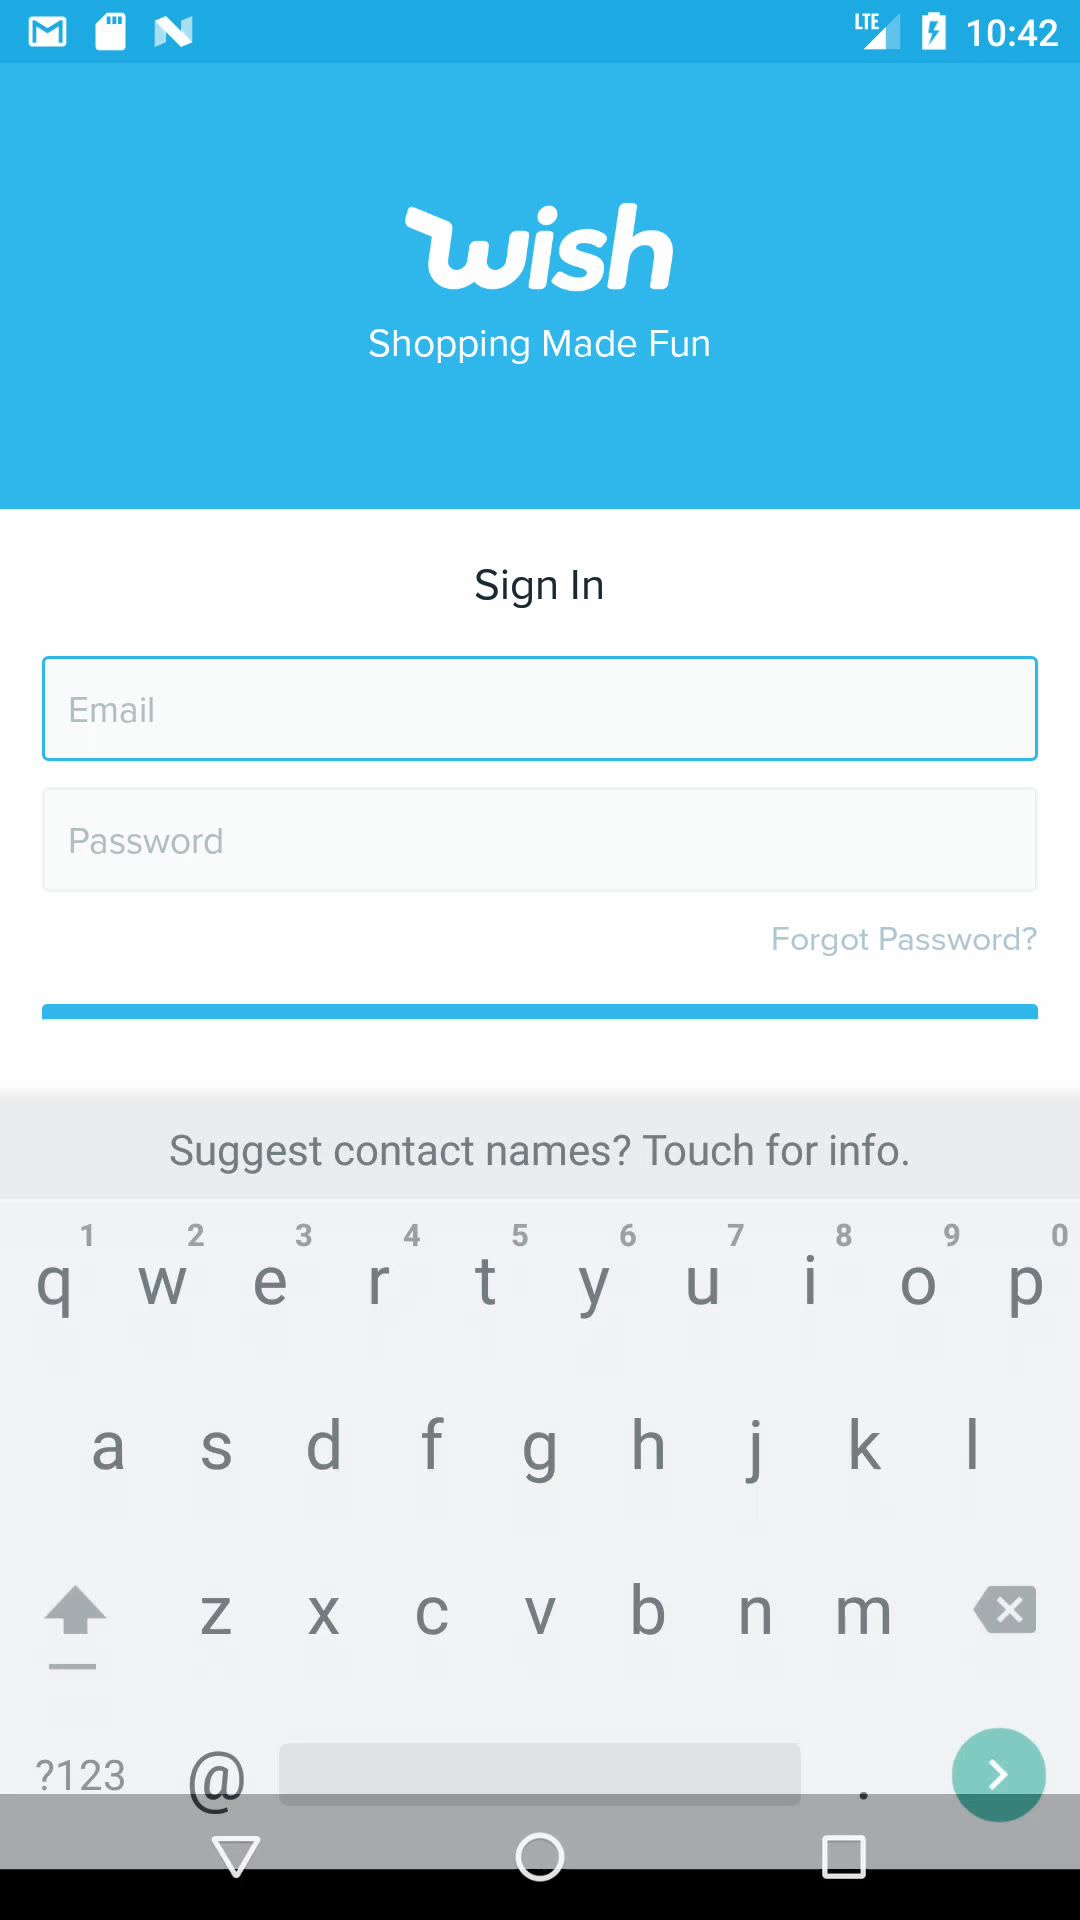 LTE 10:42
wish
Shopping Made Fun
Sign In
Email
Password
Forgot Password?
Suggest contact names? Touch for info.
1 2 3 4 5 6 7 8 9 0
q w e r t y u i o p
a s d f g h j k l
z x c v b n m
?123 @ .